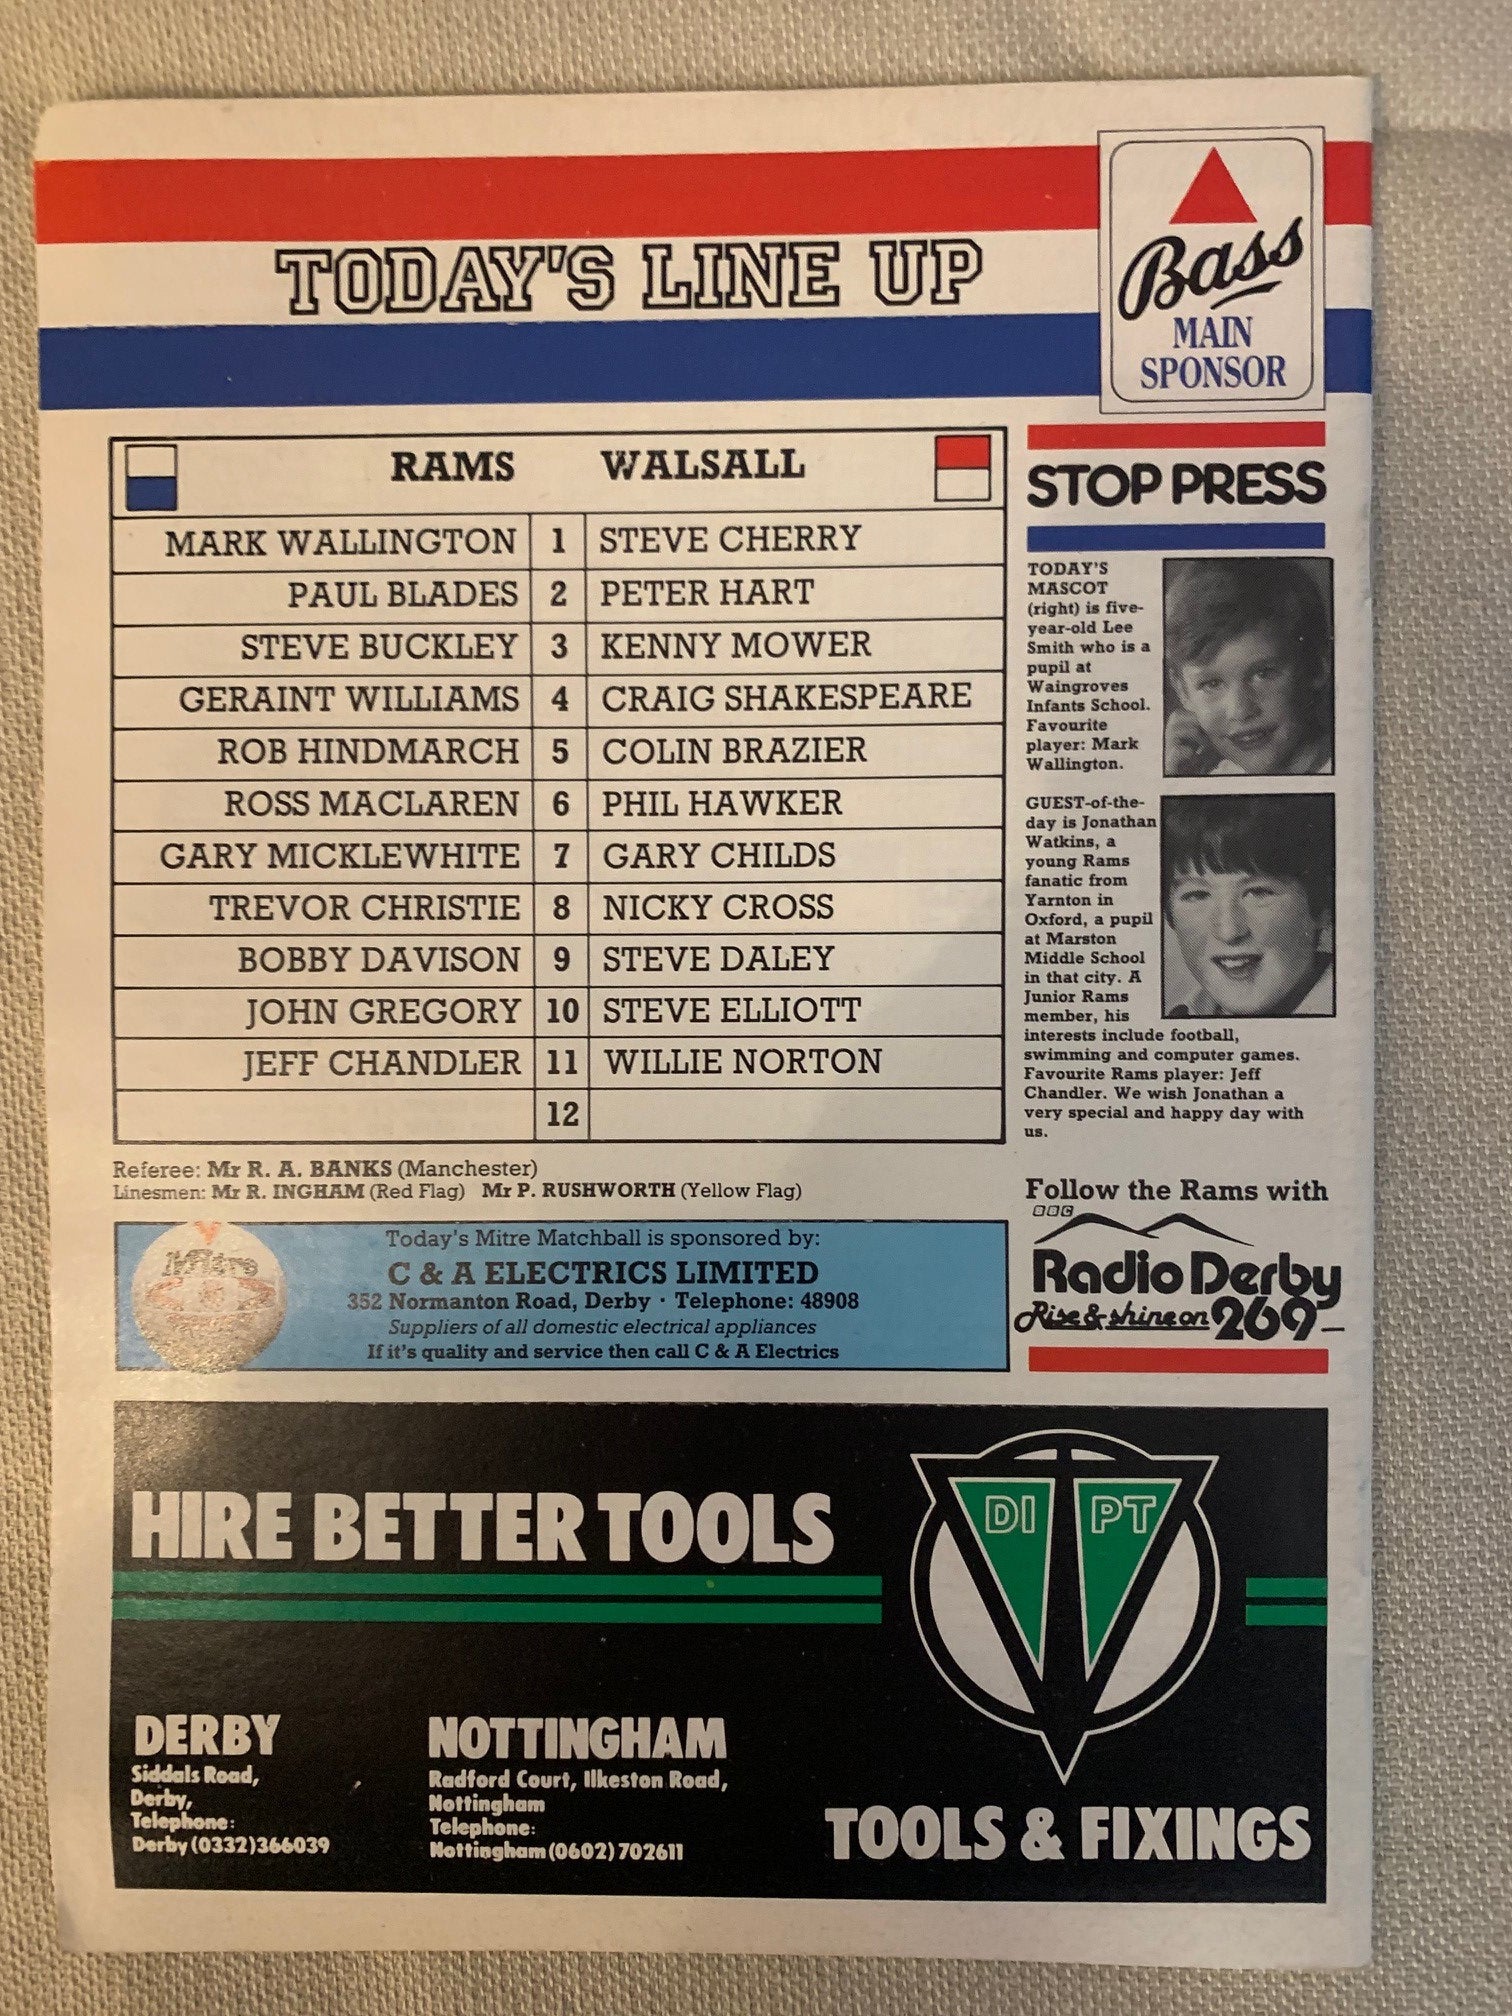 TODAY'S LINE UP
Bass
MAIN
SPONSOR
RAMS WALSALL
MARK WALLINGTON 1 STEVE CHERRY
PAUL BLADES 2 PETER HART
STEVE BUCKLEY 3 KENNY MOWER
GERAINT WILLIAMS 4 CRAIG SHAKESPEARE
ROB HINDMARCH 5 COLIN BRAZIER
ROSS MACLAREN 6 PHIL HAWKER
GARY MICKLEWHITE 7 GARY CHILDS
TREVOR CHRISTIE 8 NICKY CROSS
BOBBY DAVISON 9 STEVE DALEY
JOHN GREGORY 10 STEVE ELLIOTT
JEFF CHANDLER 11 WILLIE NORTON
12
Referee: Mr R. A. BANKS (Manchester)
Linesmen: Mr R. INGHAM (Red Flag) Mr P. RUSHWORTH (Yellow Flag)
STOP PRESS
TODAY'S
MASCOT
(right) is five-
year-old Lee
Smith who is a
pupil at
Waingroves
Infants School.
Favourite
player: Mark
Wallington.
GUEST-of-the-
day is Jonathan
Watkins, a
young Rams
fanatic from
Yarnton in
Oxford, a pupil
at Marston
Middle School
in that city. A
Junior Rams
member, his
interests include football,
swimming and computer games.
Favourite Rams player: Jeff
Chandler. We wish Jonathan a
very special and happy day with
us.
Follow the Rams with
BBC
Radio Derby
Rise & shine on 269
Mitre
Today's Mitre Matchball is sponsored by:
C & A ELECTRICS LIMITED
352 Normanton Road, Derby · Telephone: 48908
Suppliers of all domestic electrical appliances
If it's quality and service then call C & A Electrics
HIRE BETTER TOOLS
DI PT
DERBY
Siddals Road,
Derby,
Telephone:
Derby (0332) 366039
NOTTINGHAM
Radford Court, Ilkeston Road,
Nottingham
Telephone:
Nottingham (0602) 702611
TOOLS & FIXINGS